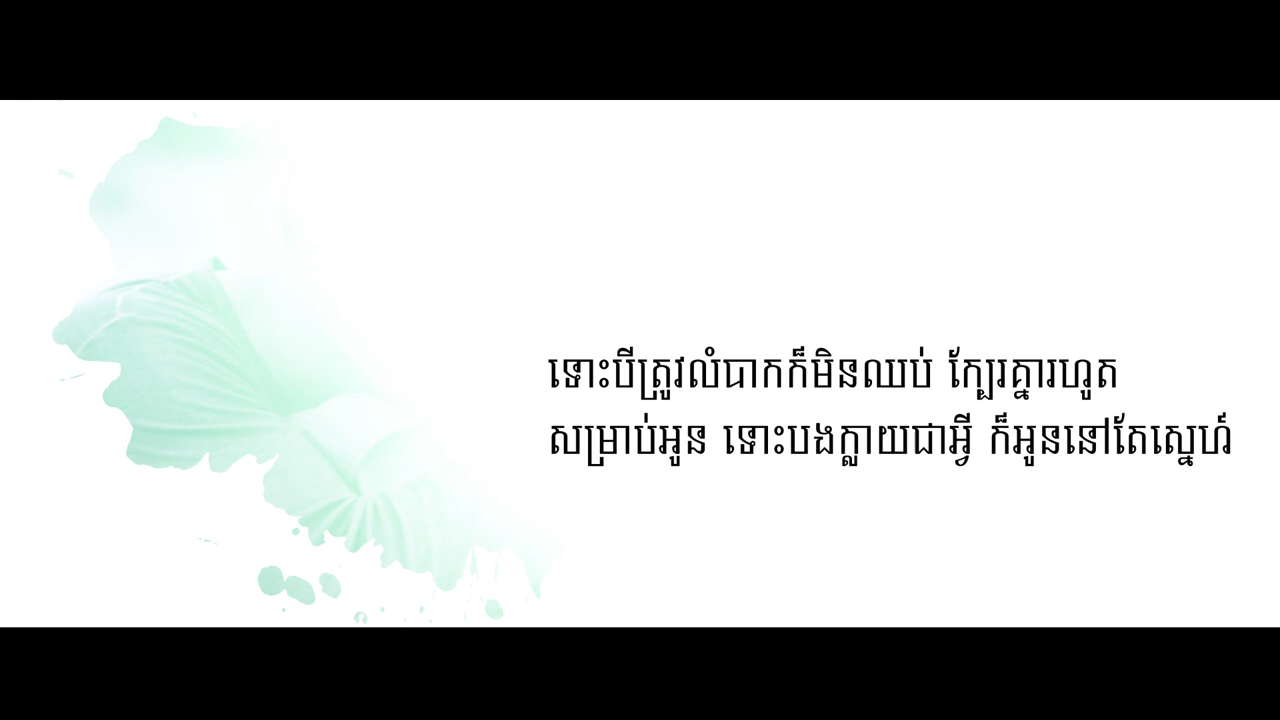 ទោះបីត្រូវលំបាកក៏មិនឈប់ ក្បែរគ្នារហូត
សម្រាប់អូន ទោះបងក្លាយជាអ្វី ក៏អូននៅតែស្នេហ៍